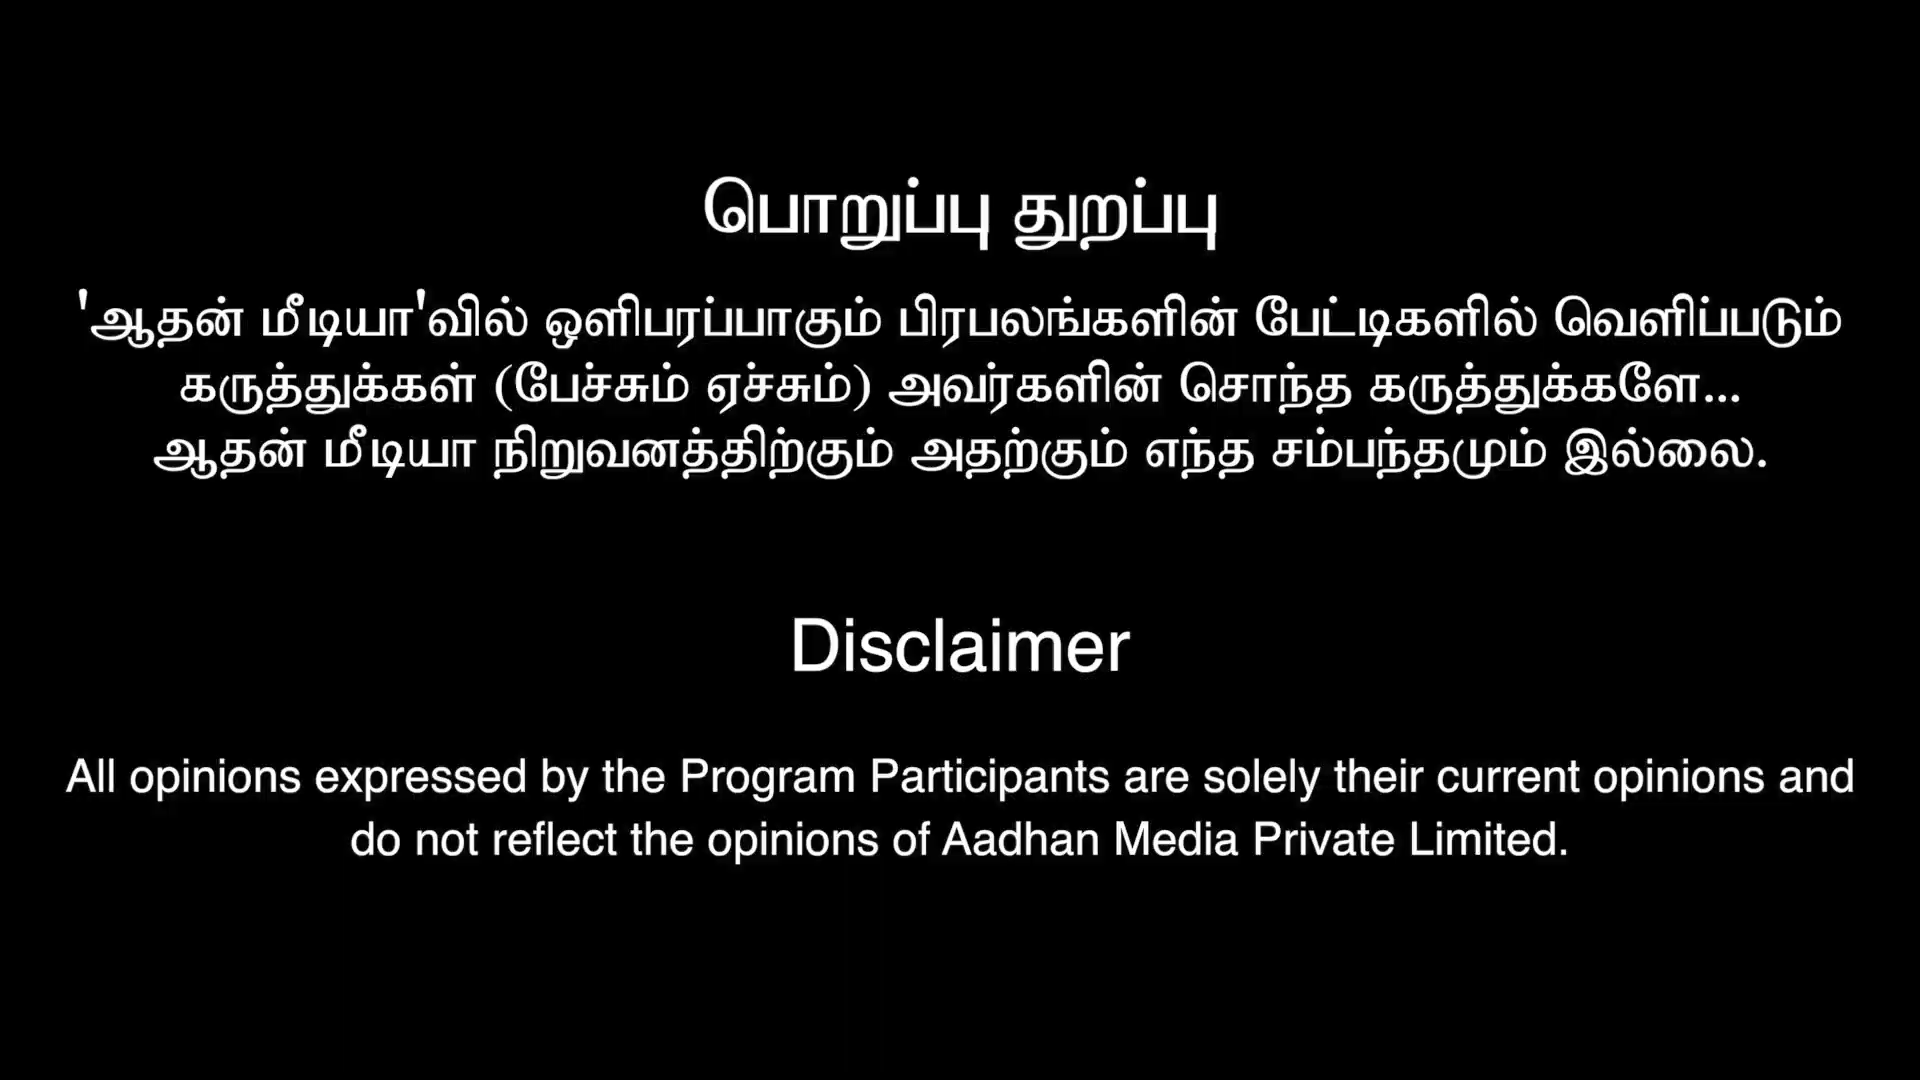 பொறுப்பு துறப்பு
'ஆதன் மீடியா'வில் ஒளிபரப்பாகும் பிரபலங்களின் பேட்டிகளில் வெளிப்படும்
கருத்துக்கள் (பேச்சும் ஏச்சும்) அவர்களின் சொந்த கருத்துக்களே...
ஆதன் மீடியா நிறுவனத்திற்கும் அதற்கும் எந்த சம்பந்தமும் இல்லை.
Disclaimer
All opinions expressed by the Program Participants are solely their current opinions and
do not reflect the opinions of Aadhan Media Private Limited.